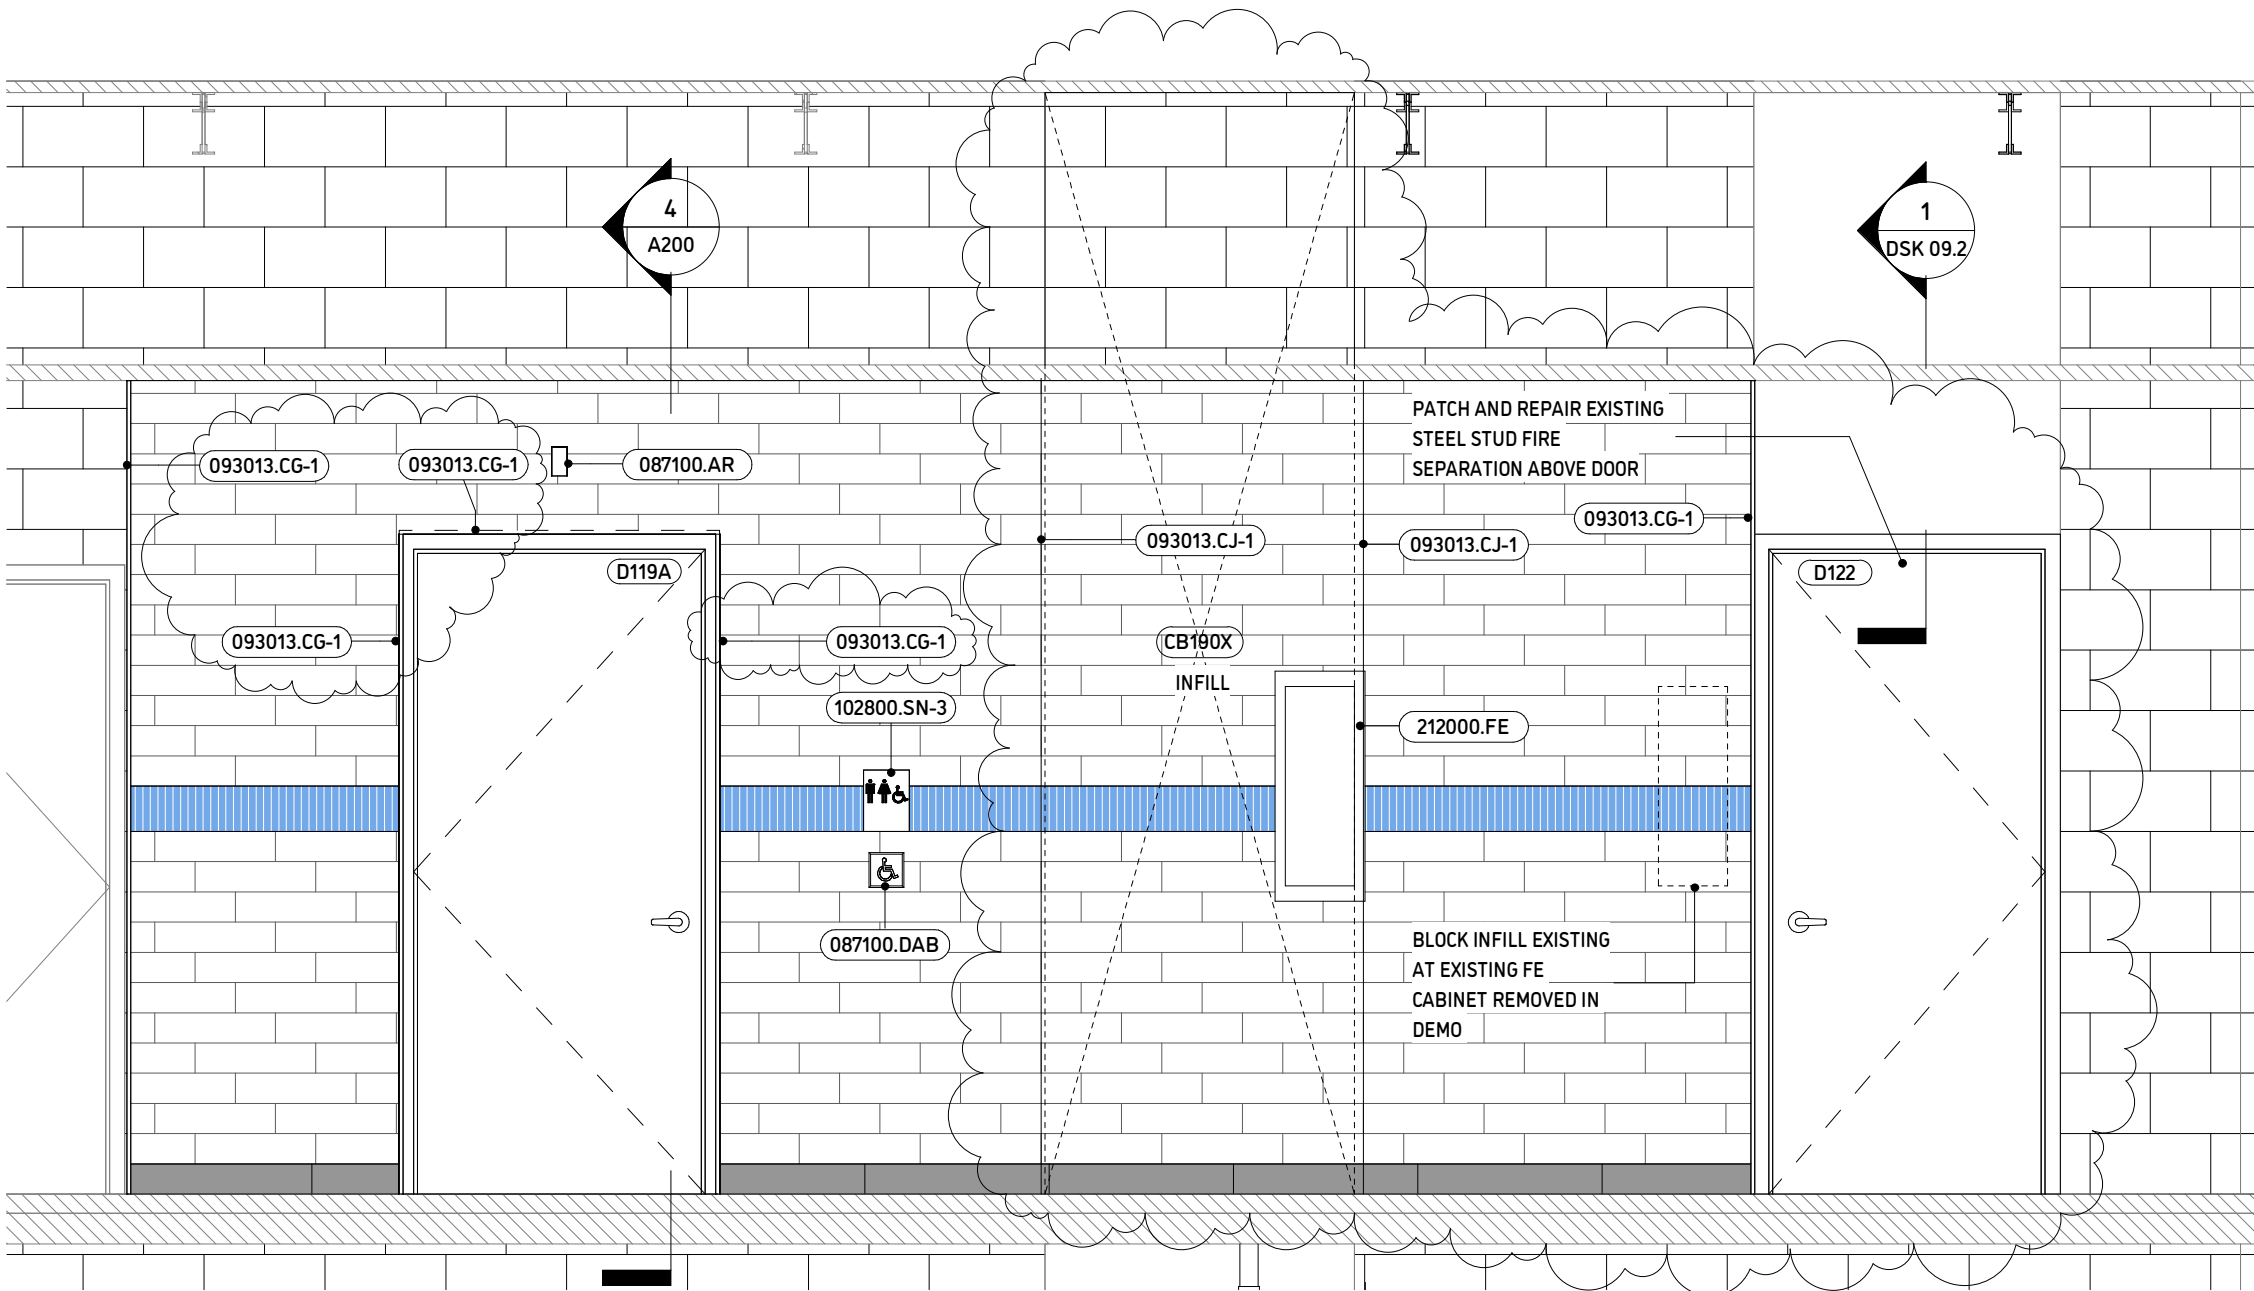 4
A200
1
DSK 09.2
PATCH AND REPAIR EXISTING
STEEL STUD FIRE
SEPARATION ABOVE DOOR
093013.CG-1
093013.CG-1
087100.AR
093013.CG-1
093013.CJ-1
093013.CJ-1
D119A
D122
093013.CG-1
093013.CG-1
CB190X
INFILL
102800.SN-3
212000.FE
087100.DAB
BLOCK INFILL EXISTING
AT EXISTING FE
CABINET REMOVED IN
DEMO